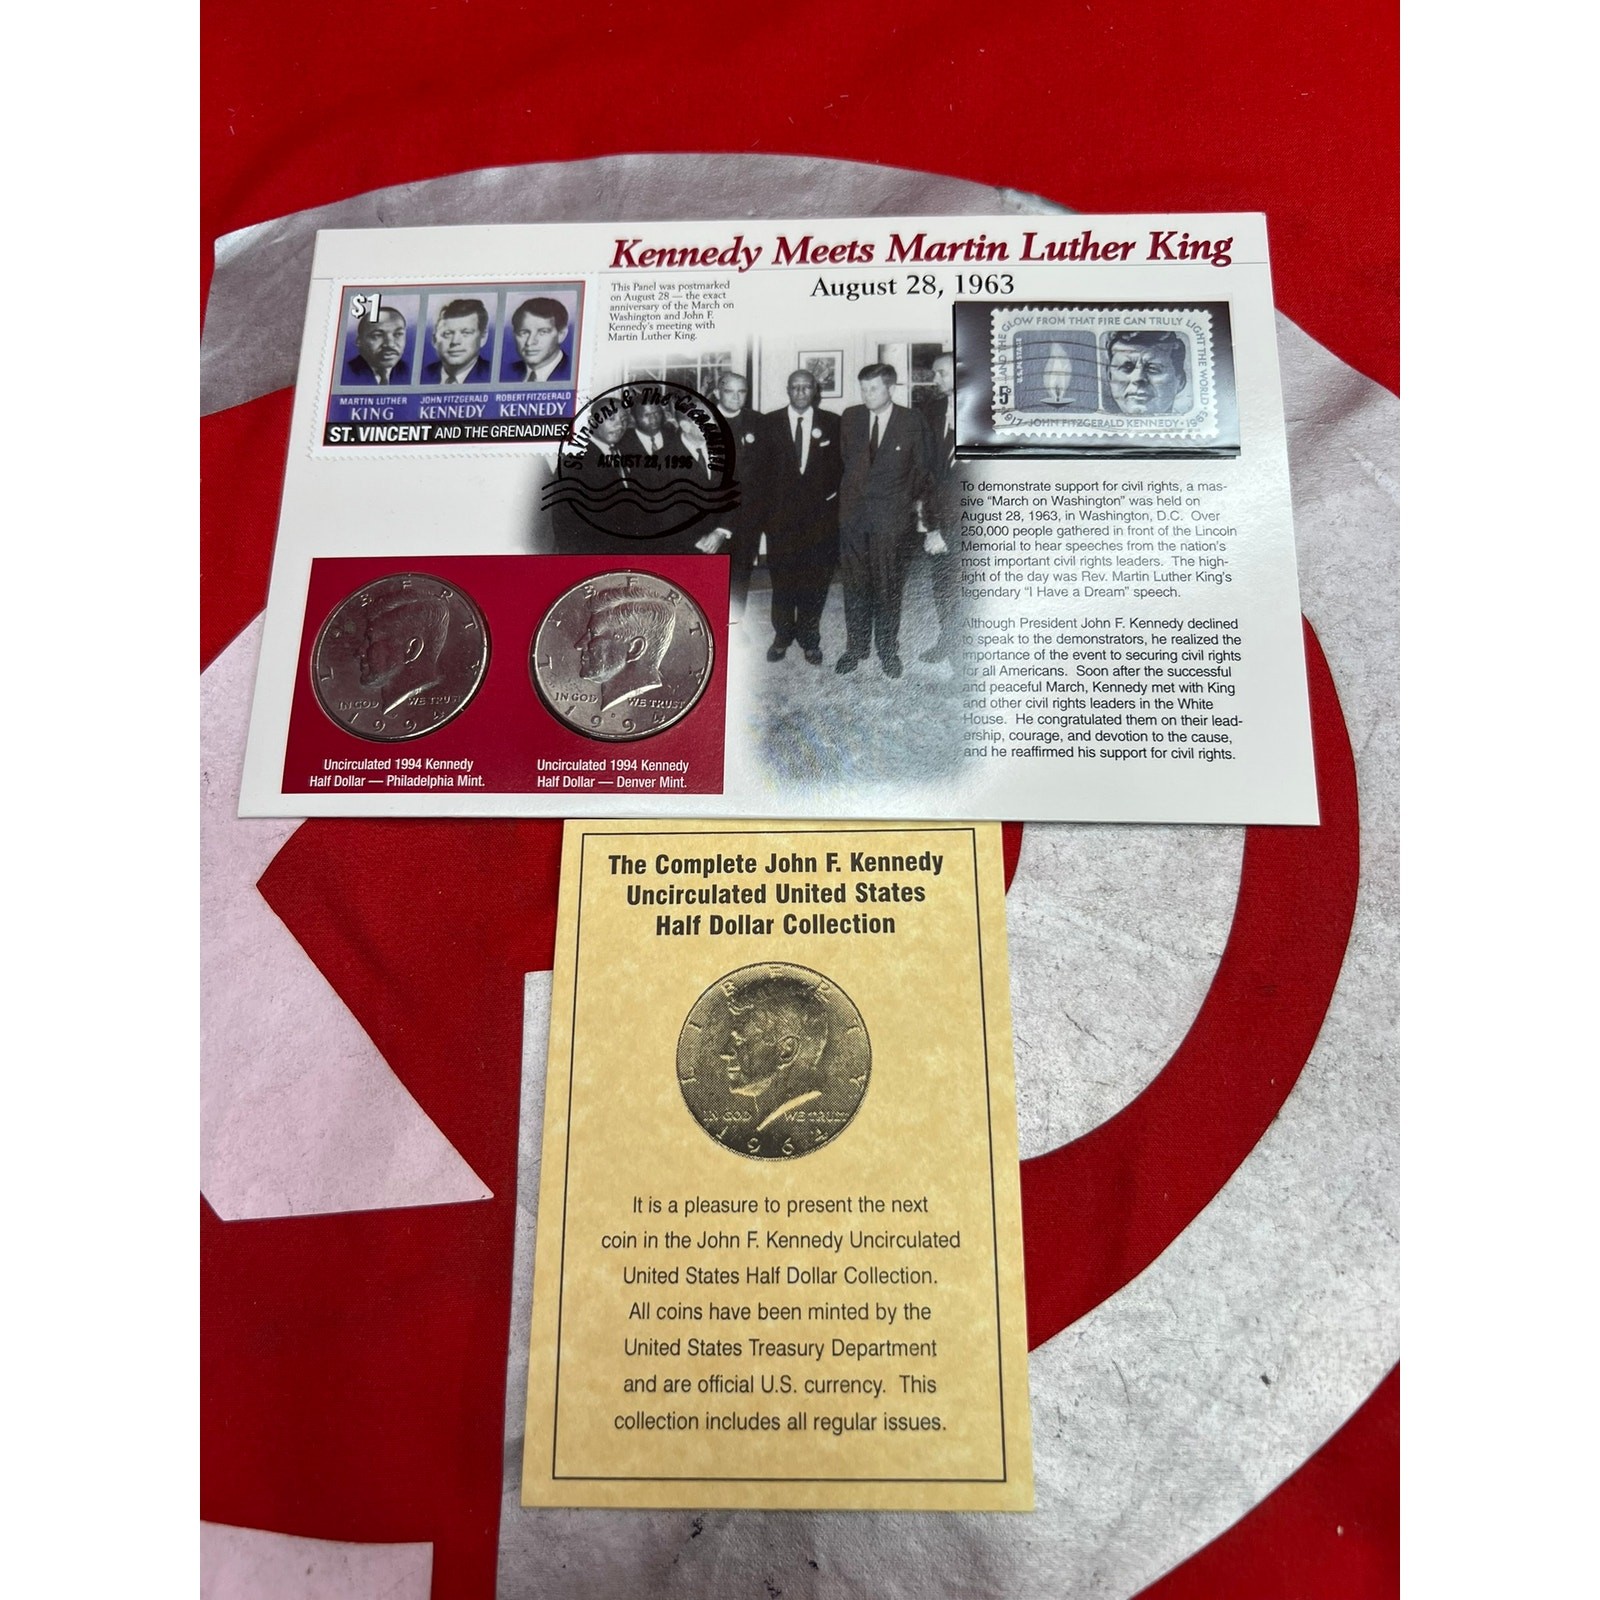 Kennedy Meets Martin Luther King
August 28, 1963
This Panel was postmarked
on August 28 — the exact
anniversary of the March on
Washington and John F.
Kennedy's meeting with
Martin Luther King.
$1
MARTIN LUTHER
KING
JOHN FITZGERALD
KENNEDY
ROBERT FITZGERALD
KENNEDY
ST. VINCENT AND THE GRENADINES
St. Vincent & The Grenadines
AUGUST 28, 1996
AND THE GLOW FROM THAT FIRE CAN TRULY LIGHT THE WORLD
U.S. POSTAGE
5¢
1917·JOHN FITZGERALD KENNEDY·196
To demonstrate support for civil rights, a mas-
sive “March on Washington” was held on
August 28, 1963, in Washington, D.C. Over
250,000 people gathered in front of the Lincoln
Memorial to hear speeches from the nation's
most important civil rights leaders. The high-
light of the day was Rev. Martin Luther King's
legendary “I Have a Dream” speech.
Although President John F. Kennedy declined
to speak to the demonstrators, he realized the
importance of the event to securing civil rights
for all Americans. Soon after the successful
and peaceful March, Kennedy met with King
and other civil rights leaders in the White
House. He congratulated them on their lead-
ership, courage, and devotion to the cause,
and he reaffirmed his support for civil rights.
LIBERTY
IN GOD WE TRUST
1994
LIBERTY
IN GOD WE TRUST
1994
Uncirculated 1994 Kennedy
Half Dollar — Philadelphia Mint.
Uncirculated 1994 Kennedy
Half Dollar — Denver Mint.
The Complete John F. Kennedy
Uncirculated United States
Half Dollar Collection
LIBERTY
IN GOD WE TRUST
1964
It is a pleasure to present the next
coin in the John F. Kennedy Uncirculated
United States Half Dollar Collection.
All coins have been minted by the
United States Treasury Department
and are official U.S. currency. This
collection includes all regular issues.